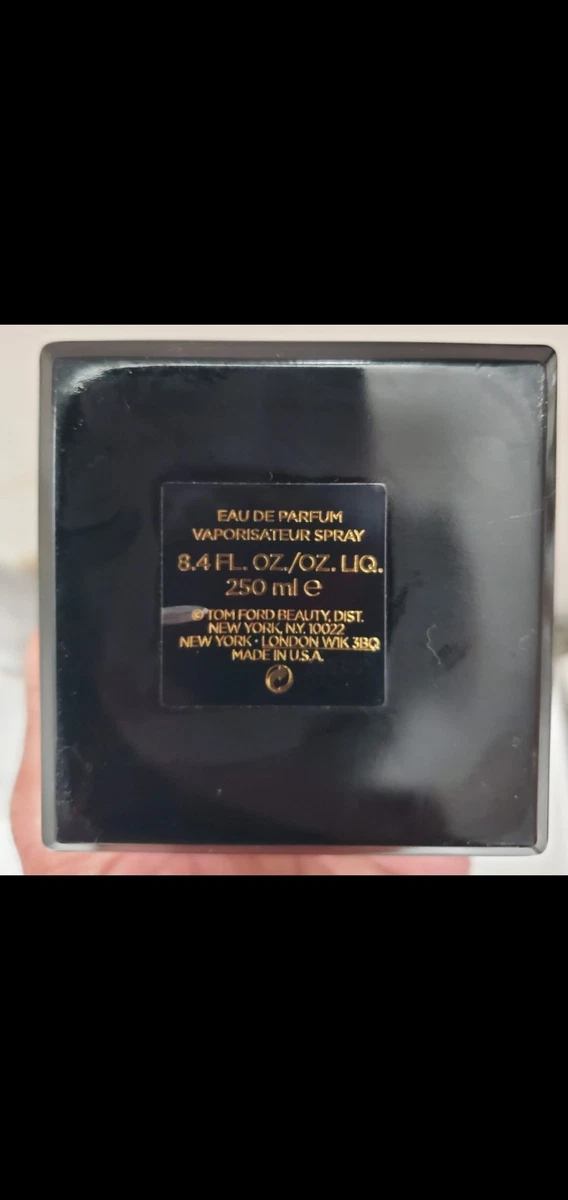 EAU DE PARFUM
VAPORISATEUR SPRAY
8.4 FL. OZ./OZ. LIQ.
250 ml ℮
© TOM FORD BEAUTY, DIST.
NEW YORK, N.Y. 10022
NEW YORK · LONDON W1K 3BQ
MADE IN U.S.A.